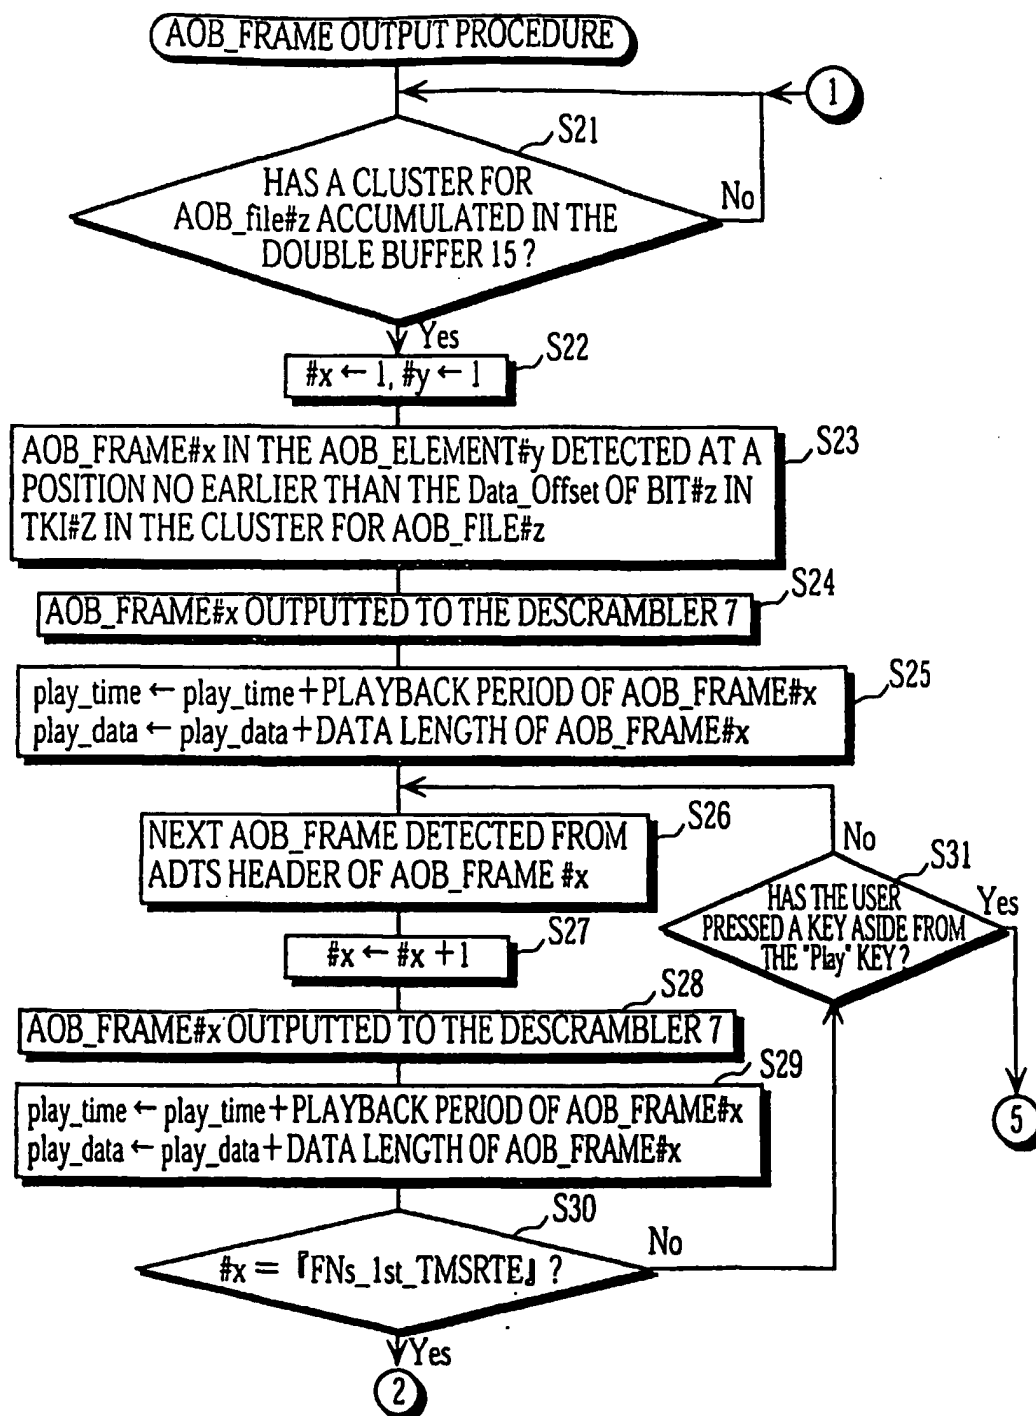 AOB_FRAME OUTPUT PROCEDURE
1
S21
HAS A CLUSTER FOR
AOB_file#z ACCUMULATED IN THE
DOUBLE BUFFER 15 ?
No
Yes
S22
#x ← 1, #y ← 1
S23
AOB_FRAME#x IN THE AOB_ELEMENT#y DETECTED AT A
POSITION NO EARLIER THAN THE Data_Offset OF BIT#z IN
TKI#Z IN THE CLUSTER FOR AOB_FILE#z
S24
AOB_FRAME#x OUTPUTTED TO THE DESCRAMBLER 7
S25
play_time ← play_time+PLAYBACK PERIOD OF AOB_FRAME#x
play_data ← play_data+DATA LENGTH OF AOB_FRAME#x
S26
NEXT AOB_FRAME DETECTED FROM
ADTS HEADER OF AOB_FRAME #x
No
S31
HAS THE USER
PRESSED A KEY ASIDE FROM
THE "Play" KEY ?
Yes
S27
#x ← #x +1
S28
AOB_FRAME#x OUTPUTTED TO THE DESCRAMBLER 7
S29
play_time ← play_time+PLAYBACK PERIOD OF AOB_FRAME#x
play_data ← play_data+DATA LENGTH OF AOB_FRAME#x
5
S30
#x = 『FNs_1st_TMSRTE』 ?
No
Yes
2